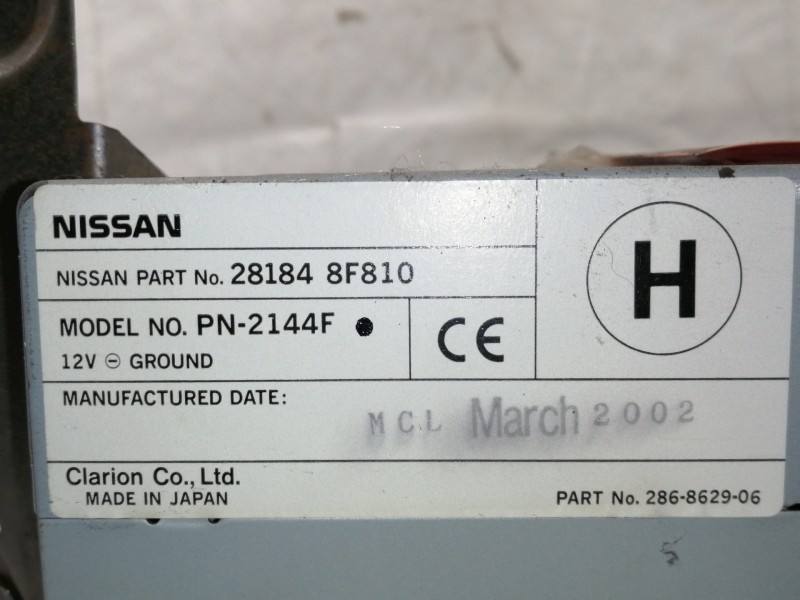 NISSAN
NISSAN PART No. 28184 8F810
MODEL NO. PN-2144F ●
12V ⊖ GROUND
CE
H
MANUFACTURED DATE:
MCL March 2002
Clarion Co., Ltd.
MADE IN JAPAN
PART No. 286-8629-06
5